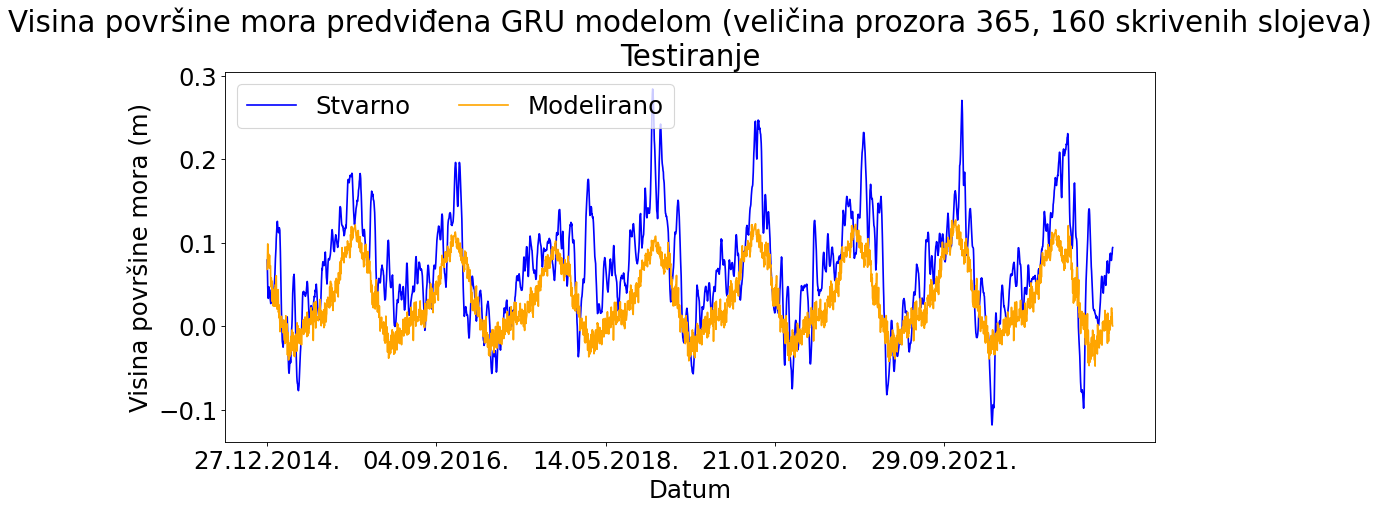 Visina površine mora predviđena GRU modelom (veličina prozora 365, 160 skrivenih slojeva)
Testiranje
Stvarno
Modelirano
Visina površine mora (m)
0.3
0.2
0.1
0.0
−0.1
27.12.2014.
04.09.2016.
14.05.2018.
21.01.2020.
29.09.2021.
Datum